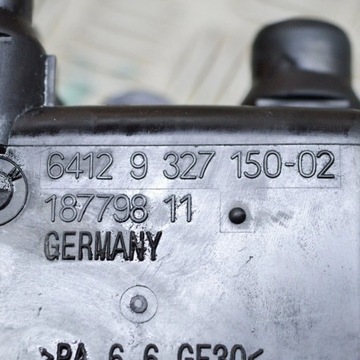 6412 9 327 150-02
187798 11
GERMANY
>PA 6.6 GF30<